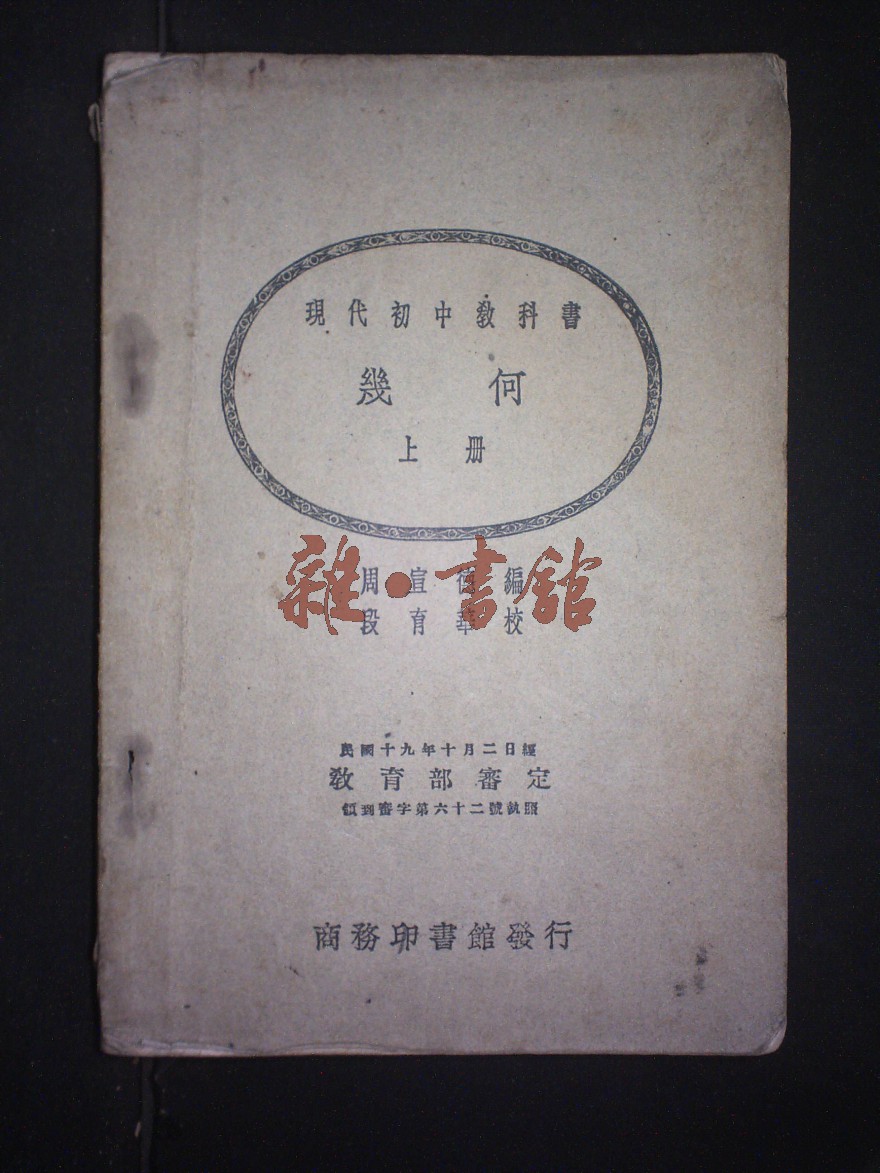 現代初中教科書
幾何
上册
周宣德編
段育華校
雜·書館
民國十九年十月二日經
教育部審定
領到審字第六十二號執照
商務印書館發行